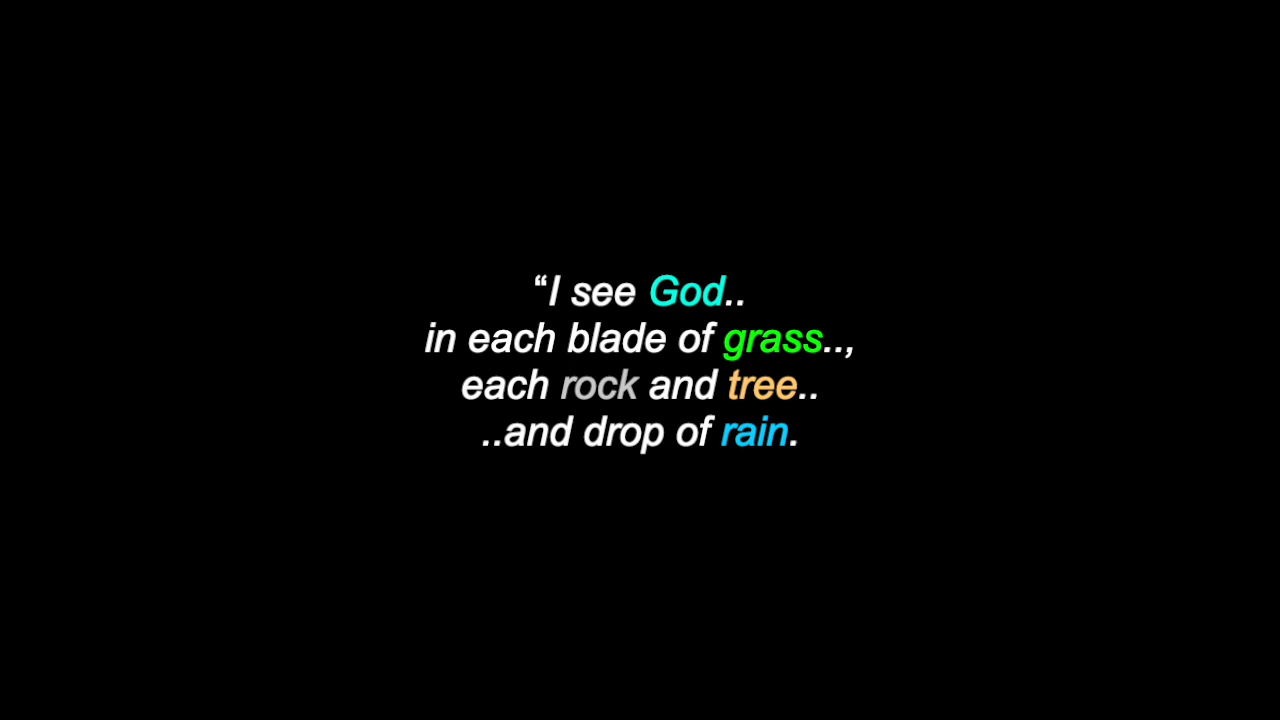 “I see God..
in each blade of grass..,
each rock and tree..
..and drop of rain.